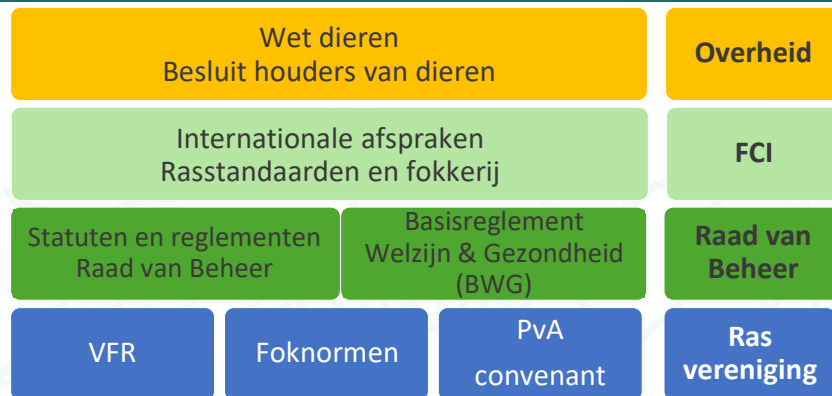 Wet dieren
Besluit houders van dieren
Overheid
Internationale afspraken
Rasstandaarden en fokkerij
FCI
Statuten en reglementen
Raad van Beheer
Basisreglement
Welzijn & Gezondheid
(BWG)
Raad van
Beheer
VFR
Foknormen
PvA
convenant
Ras
vereniging